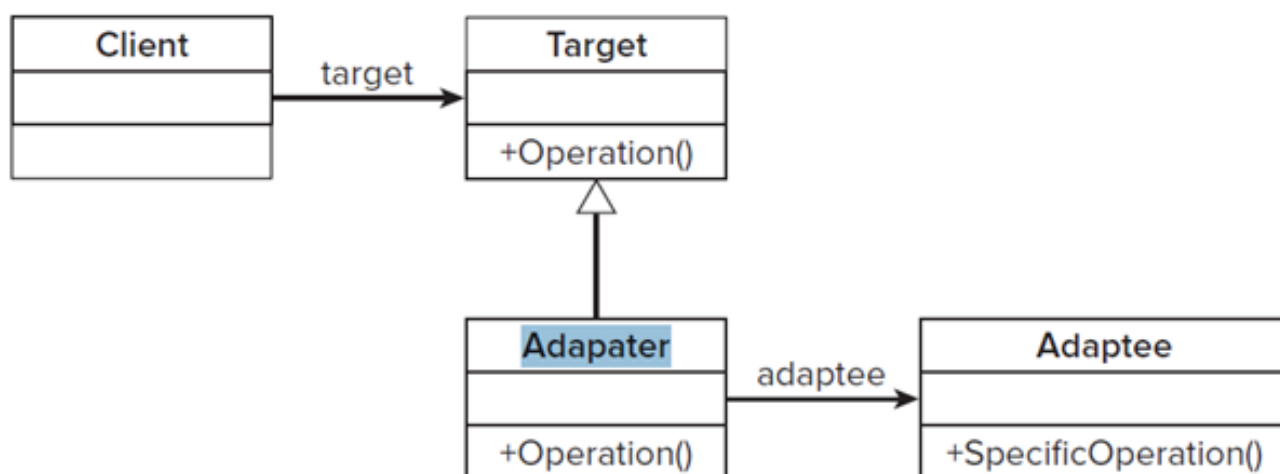 Client
Target
target
+Operation()
Adapater
Adaptee
adaptee
+Operation()
+SpecificOperation()